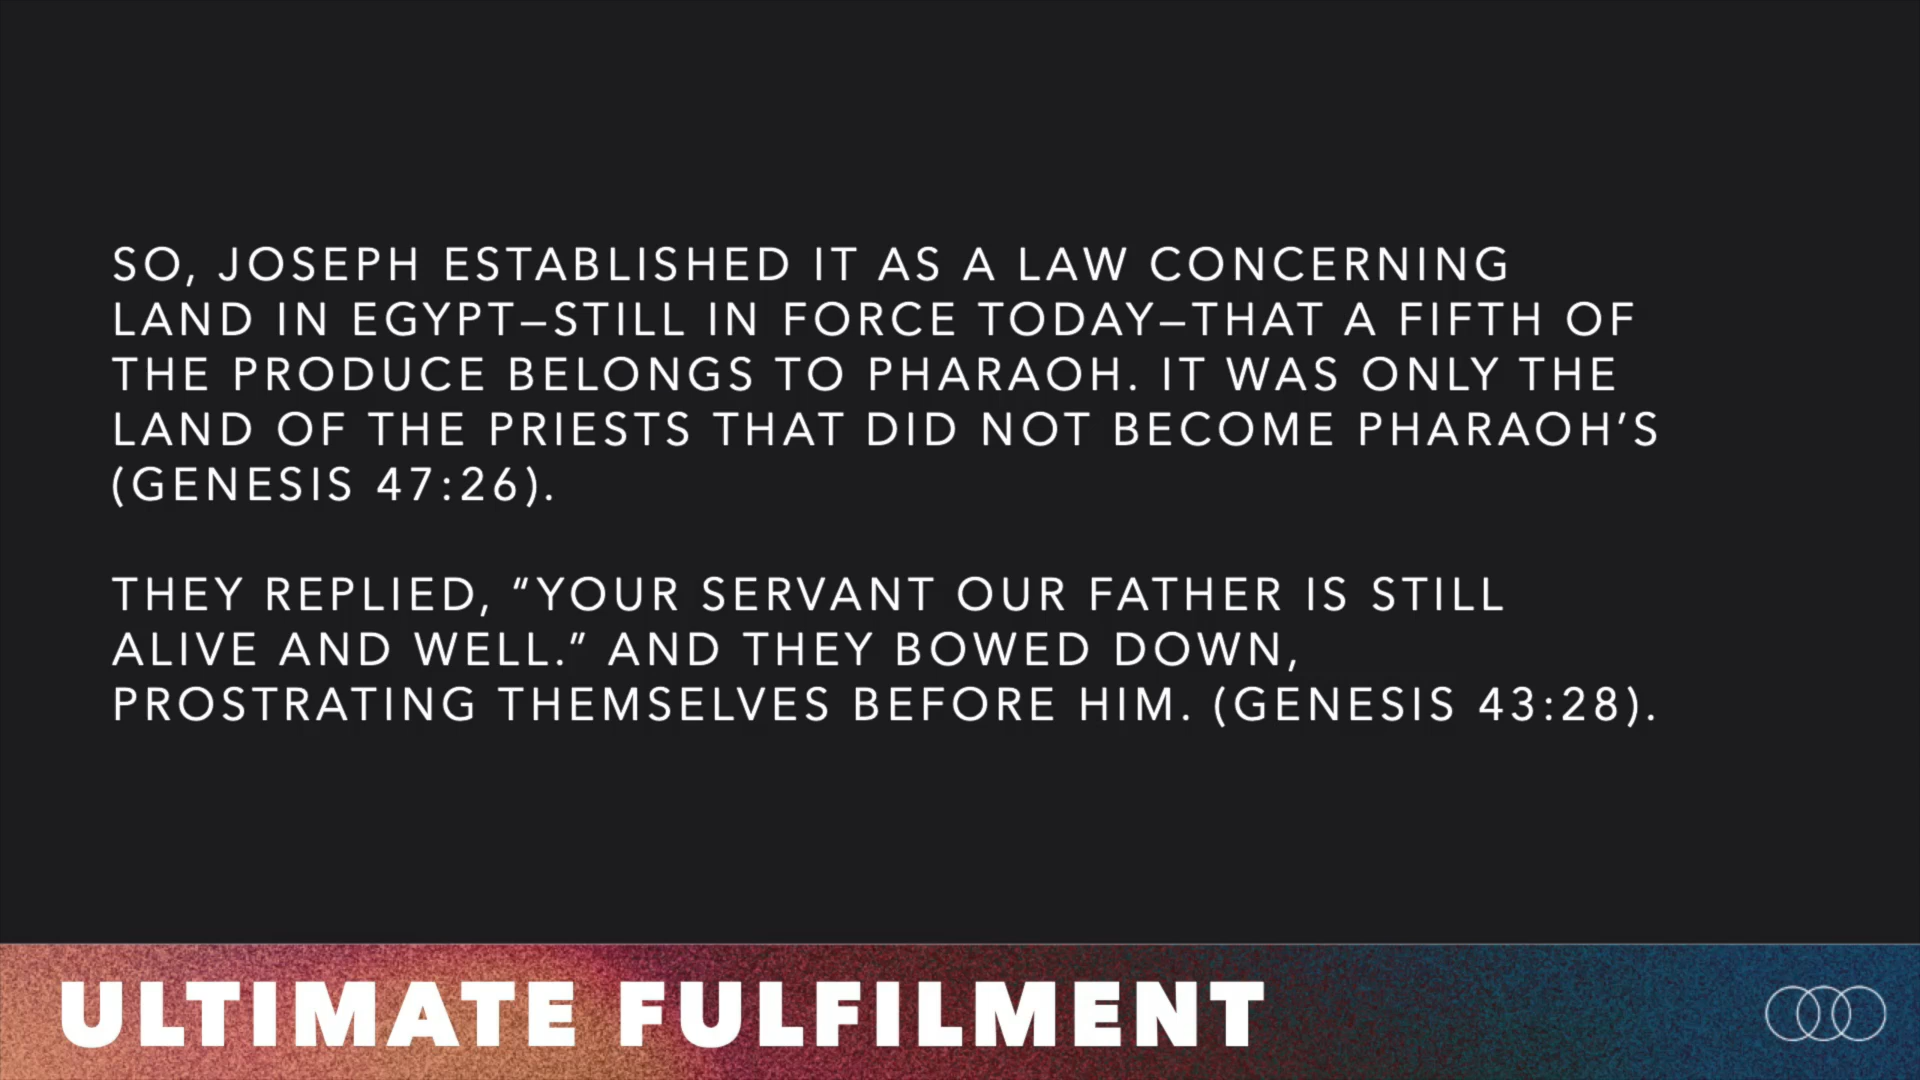 SO, JOSEPH ESTABLISHED IT AS A LAW CONCERNING
LAND IN EGYPT–STILL IN FORCE TODAY–THAT A FIFTH OF
THE PRODUCE BELONGS TO PHARAOH. IT WAS ONLY THE
LAND OF THE PRIESTS THAT DID NOT BECOME PHARAOH’S
(GENESIS 47:26).
THEY REPLIED, “YOUR SERVANT OUR FATHER IS STILL
ALIVE AND WELL.” AND THEY BOWED DOWN,
PROSTRATING THEMSELVES BEFORE HIM. (GENESIS 43:28).
ULTIMATE FULFILMENT